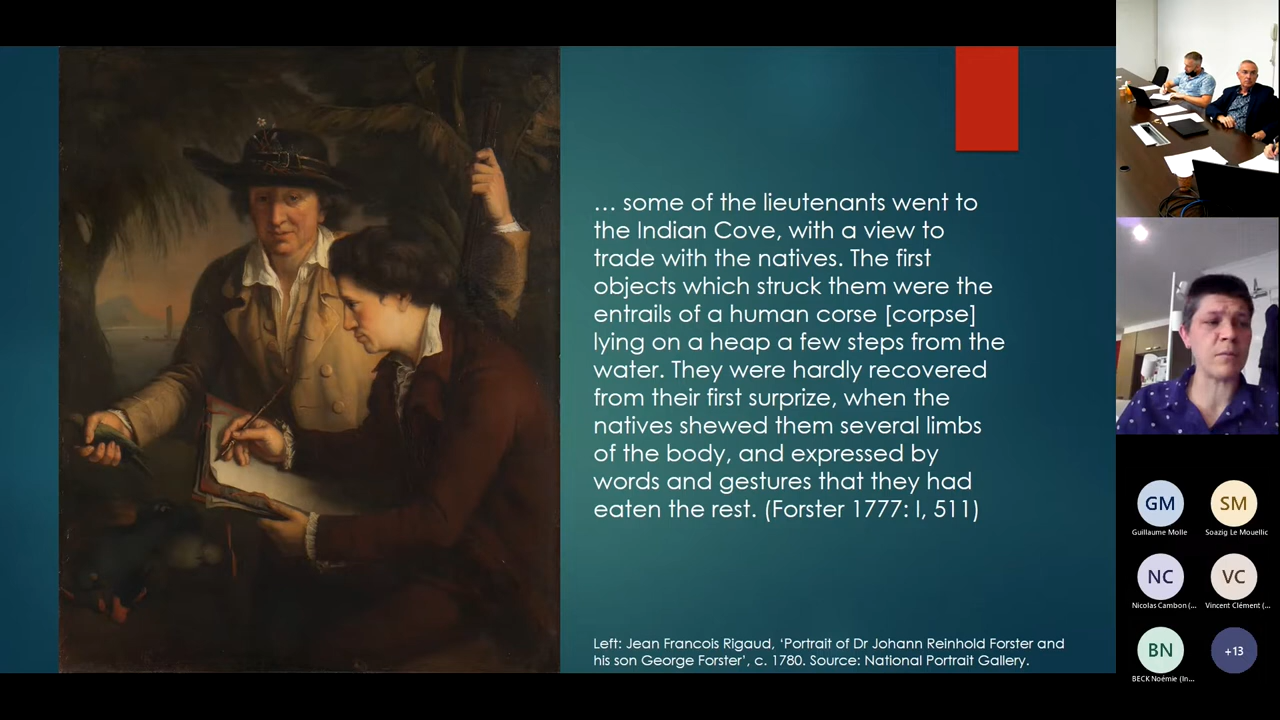 … some of the lieutenants went to
the Indian Cove, with a view to
trade with the natives. The first
objects which struck them were the
entrails of a human corse [corpse]
lying on a heap a few steps from the
water. They were hardly recovered
from their first surprize, when the
natives shewed them several limbs
of the body, and expressed by
words and gestures that they had
eaten the rest. (Forster 1777: I, 511)
Left: Jean Francois Rigaud, ‘Portrait of Dr Johann Reinhold Forster and
his son George Forster’, c. 1780. Source: National Portrait Gallery.
GM
Guillaume Molle
SM
Soazig Le Mouellic
NC
Nicolas Cambon (...
VC
Vincent Clément (...
BN
BECK Noémie (In...
+13